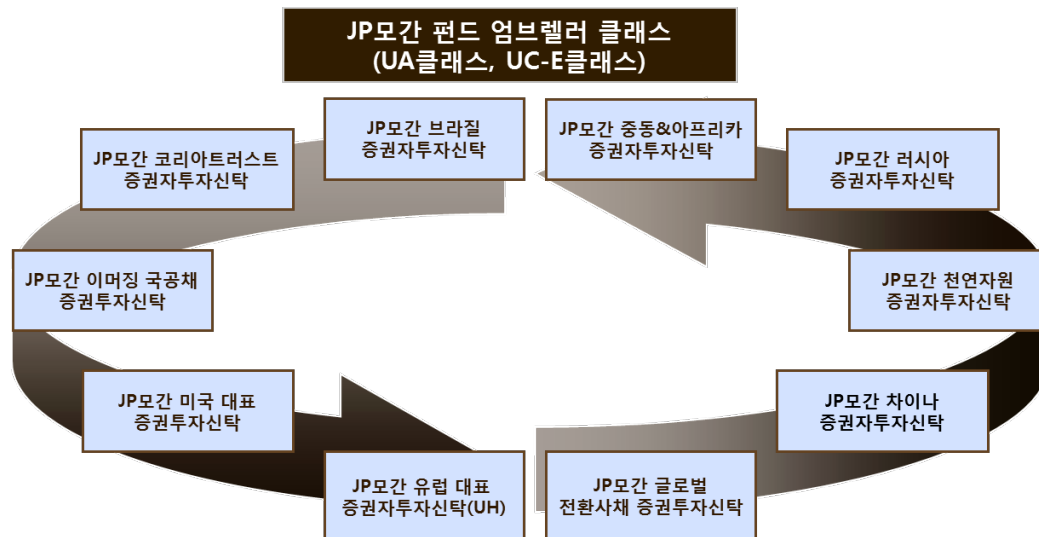 JP모간 펀드 엄브렐러 클래스
(UA클래스, UC-E클래스)
JP모간 브라질
증권자투자신탁
JP모간 중동&아프리카
증권자투자신탁
JP모간 코리아트러스트
증권자투자신탁
JP모간 러시아
증권자투자신탁
JP모간 이머징 국공채
증권투자신탁
JP모간 천연자원
증권자투자신탁
JP모간 미국 대표
증권투자신탁
JP모간 차이나
증권자투자신탁
JP모간 유럽 대표
증권자투자신탁(UH)
JP모간 글로벌
전환사채 증권투자신탁